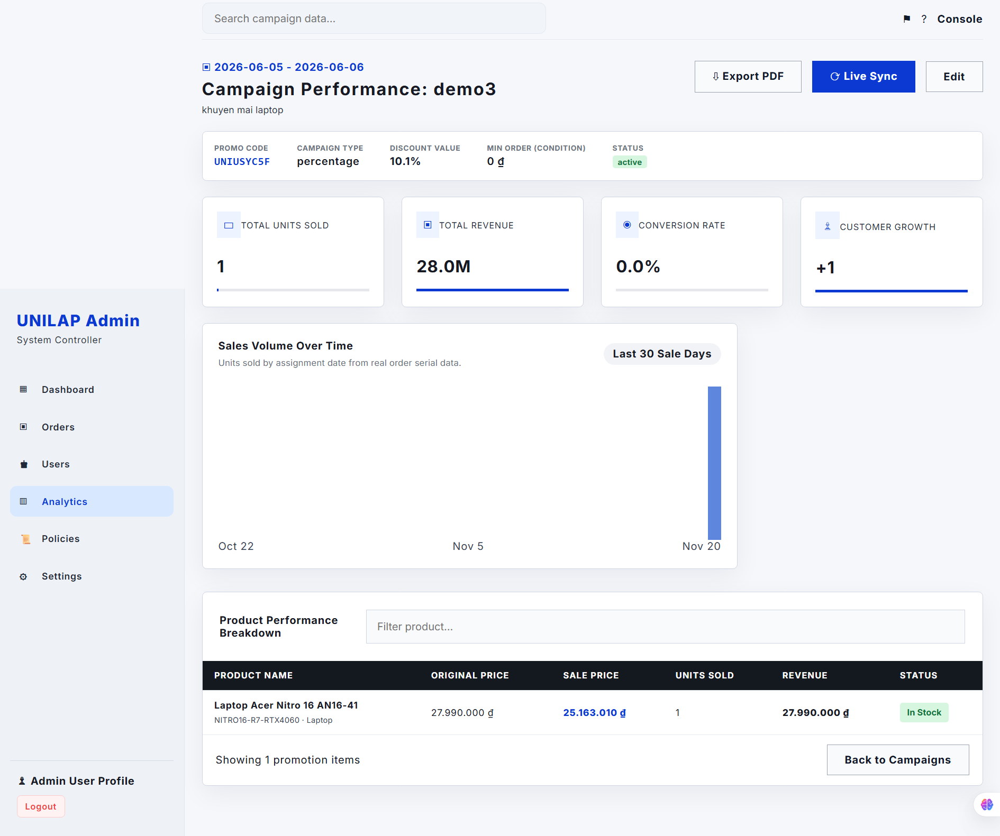 Search campaign data...
? Console
2026-06-05 - 2026-06-06
Campaign Performance: demo3
khuyen mai laptop
⇩ Export PDF
⟳ Live Sync
Edit
PROMO CODE
UNIUSYC5F
CAMPAIGN TYPE
percentage
DISCOUNT VALUE
10.1%
MIN ORDER (CONDITION)
0 ₫
STATUS
active
TOTAL UNITS SOLD
1
TOTAL REVENUE
28.0M
CONVERSION RATE
0.0%
CUSTOMER GROWTH
+1
UNILAP Admin
System Controller
Dashboard
Orders
Users
Analytics
Policies
Settings
Admin User Profile
Logout
Sales Volume Over Time
Units sold by assignment date from real order serial data.
Last 30 Sale Days
Oct 22
Nov 5
Nov 20
Product Performance
Breakdown
Filter product...
PRODUCT NAME ORIGINAL PRICE SALE PRICE UNITS SOLD REVENUE STATUS
Laptop Acer Nitro 16 AN16-41
NITRO16-R7-RTX4060 · Laptop
27.990.000 ₫ 25.163.010 ₫ 1 27.990.000 ₫ In Stock
Showing 1 promotion items
Back to Campaigns